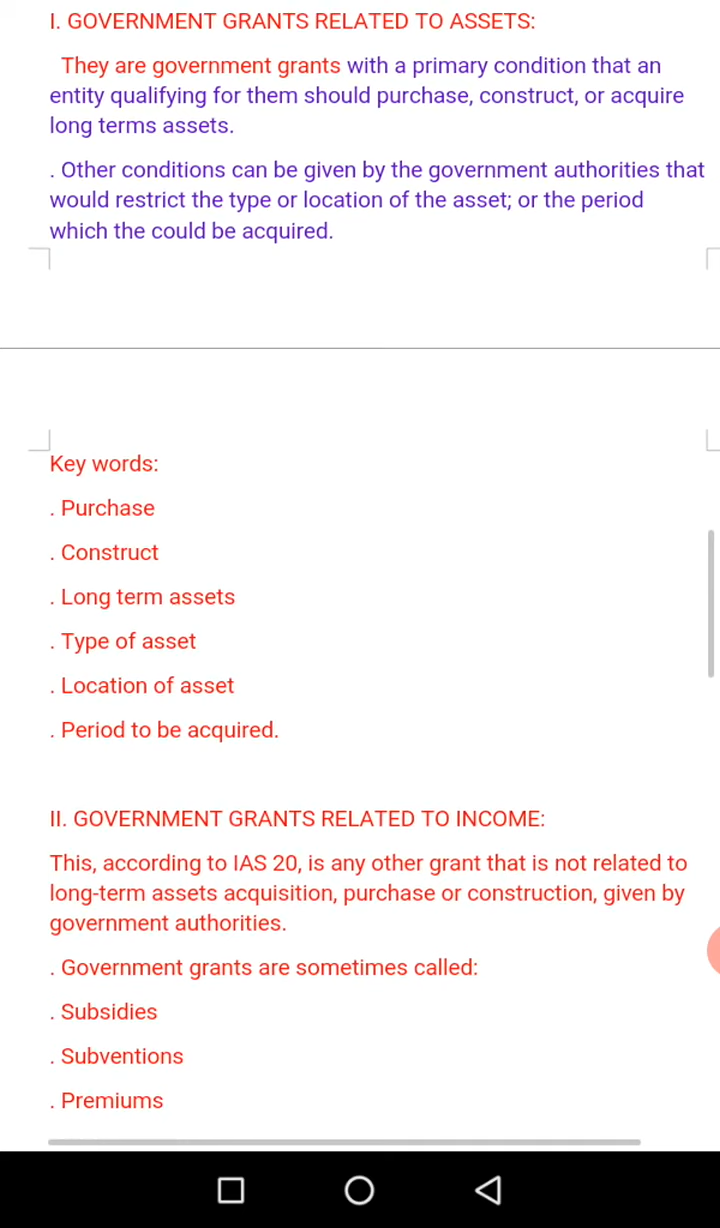 I. GOVERNMENT GRANTS RELATED TO ASSETS:
They are government grants with a primary condition that an
entity qualifying for them should purchase, construct, or acquire
long terms assets.
. Other conditions can be given by the government authorities that
would restrict the type or location of the asset; or the period
which the could be acquired.
Key words:
. Purchase
. Construct
. Long term assets
. Type of asset
. Location of asset
. Period to be acquired.
II. GOVERNMENT GRANTS RELATED TO INCOME:
This, according to IAS 20, is any other grant that is not related to
long-term assets acquisition, purchase or construction, given by
government authorities.
. Government grants are sometimes called:
. Subsidies
. Subventions
. Premiums